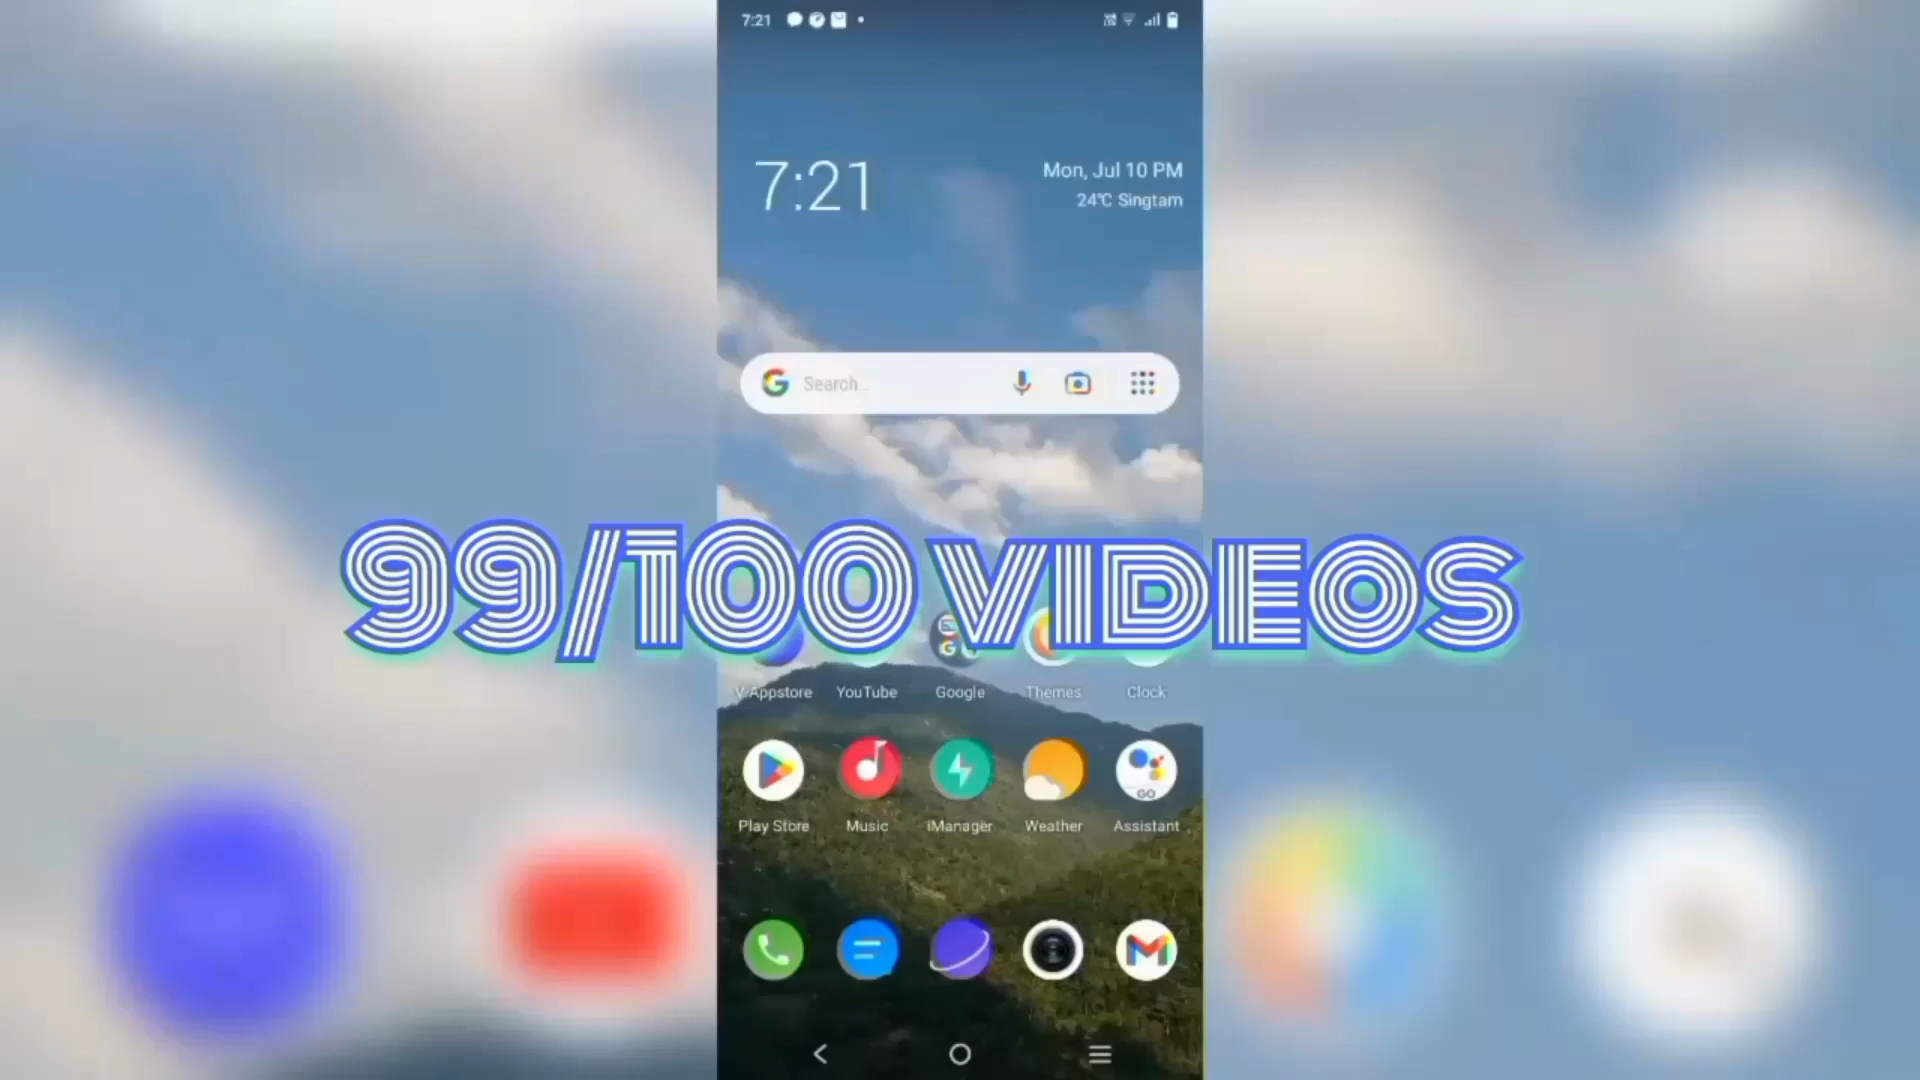 7:21
7:21
Mon, Jul 10 PM
24℃ Singtam
Search...
99/100 VIDEOS
V-Appstore YouTube Google Themes Clock
GO
Play Store Music iManager Weather Assistant